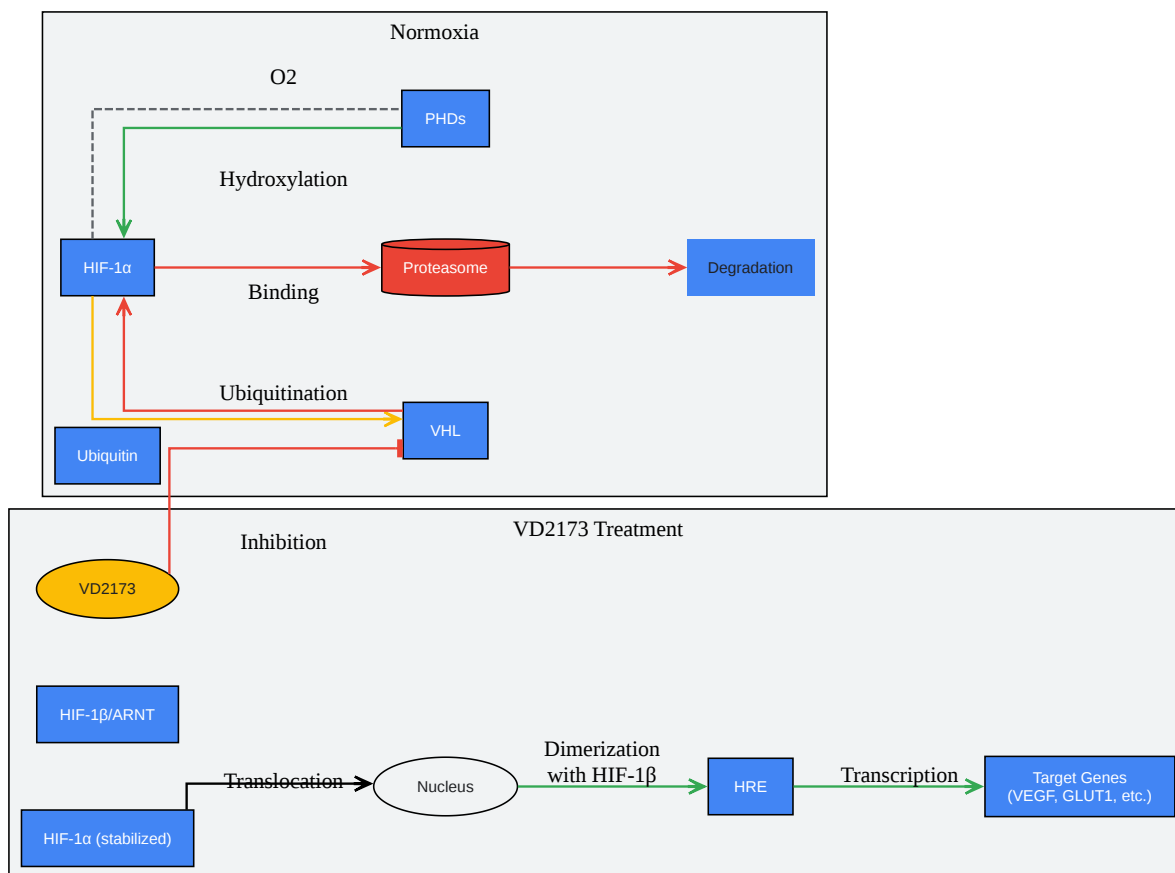 Normoxia
O2
PHDs
Hydroxylation
HIF-1α
Proteasome
Degradation
Binding
Ubiquitination
VHL
Ubiquitin
VD2173 Treatment
Inhibition
VD2173
HIF-1β/ARNT
Dimerization
with HIF-1β
Translocation
Nucleus
HRE
Transcription
Target Genes
(VEGF, GLUT1, etc.)
HIF-1α (stabilized)